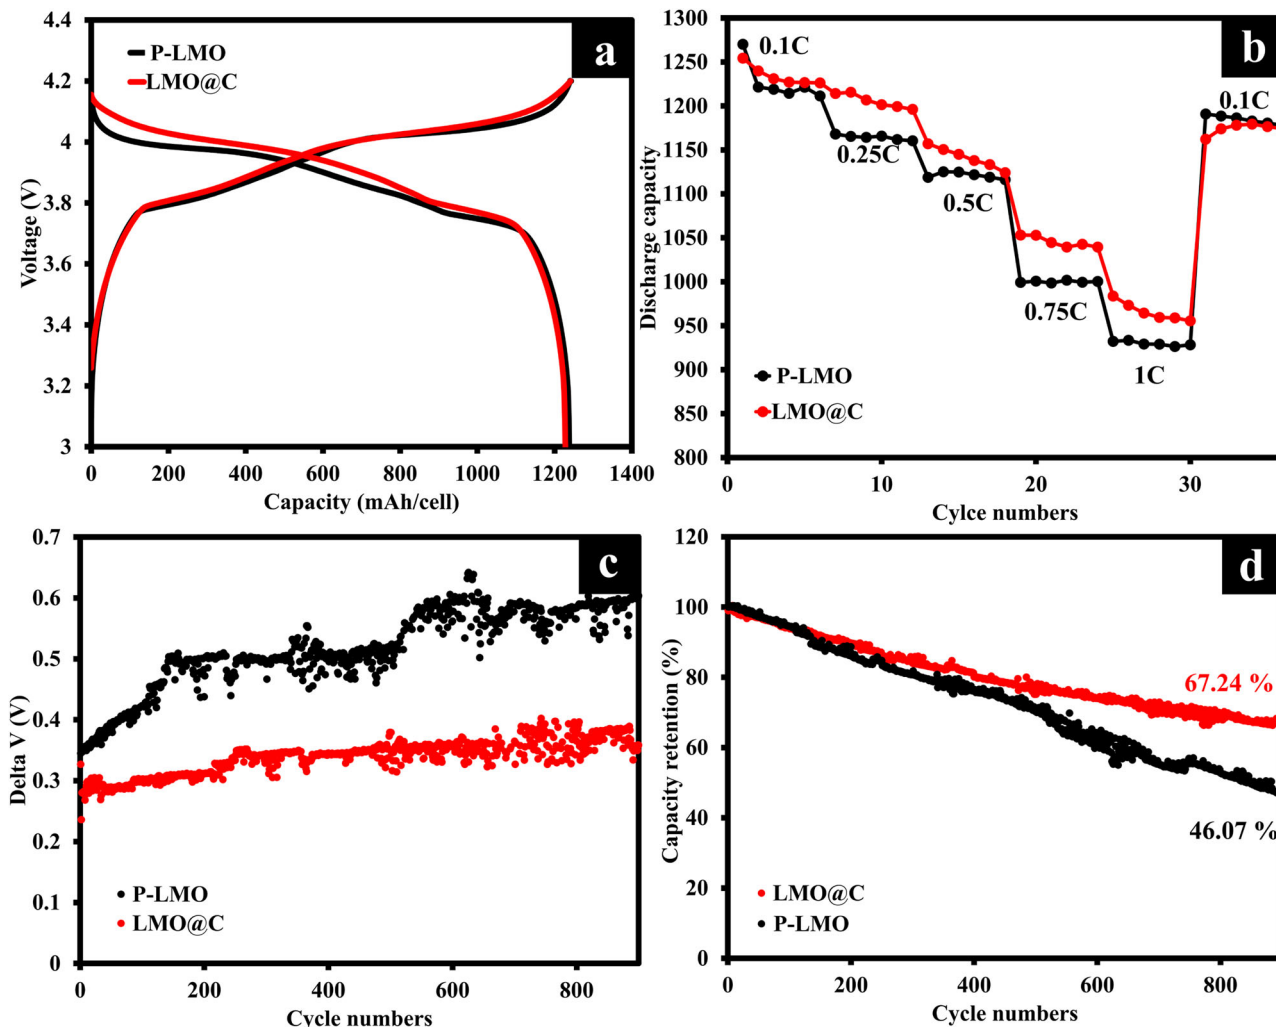 a
P-LMO
LMO@C
4.4
4.2
4
3.8
3.6
3.4
3.2
3
Voltage (V)
0 200 400 600 800 1000 1200 1400
Capacity (mAh/cell)
b
0.1C
0.25C
0.5C
0.75C
1C
0.1C
P-LMO
LMO@C
1300
1250
1200
1150
1100
1050
1000
950
900
850
800
Discharge capacity
0 10 20 30
Cylce numbers
c
0.7
0.6
0.5
0.4
0.3
0.2
0.1
0
Delta V (V)
P-LMO
LMO@C
0 200 400 600 800
Cycle numbers
d
120
100
80
60
40
20
0
Capacity retention (%)
67.24 %
46.07 %
LMO@C
P-LMO
0 200 400 600 800
Cycle numbers